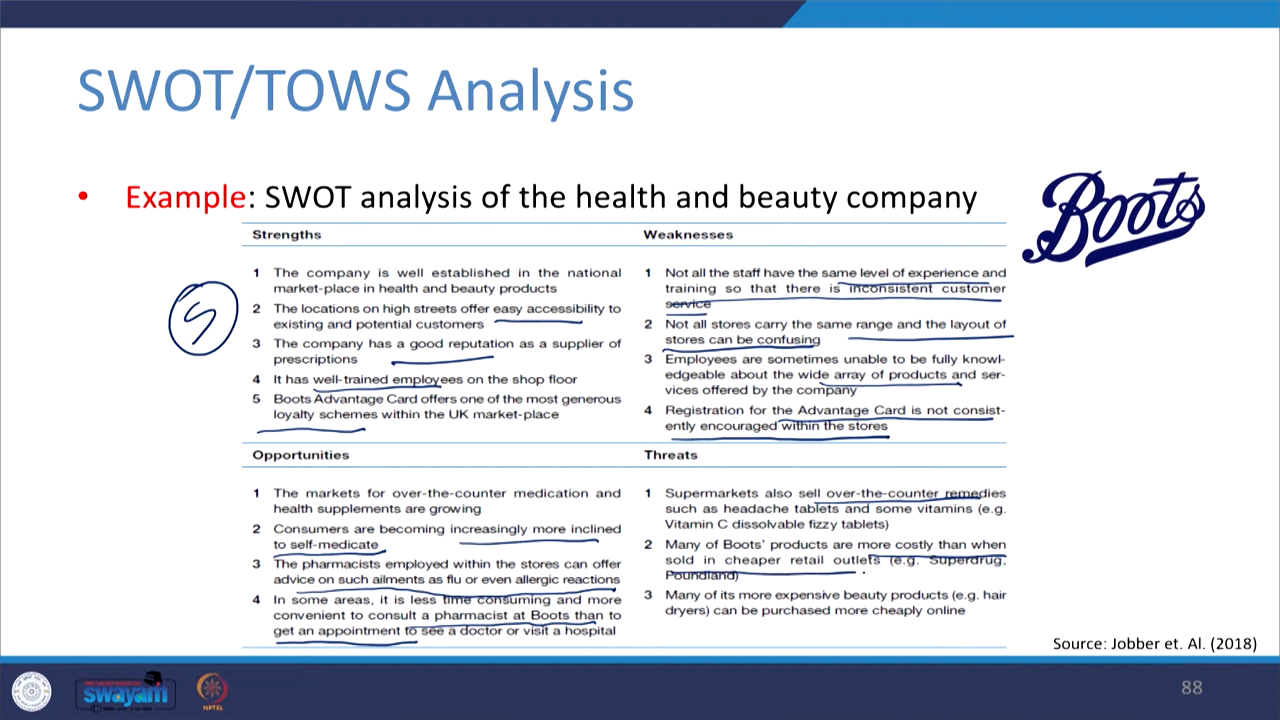 SWOT/TOWS Analysis
• Example: SWOT analysis of the health and beauty company
Boots
Strengths
1 The company is well established in the national
market-place in health and beauty products
2 The locations on high streets offer easy accessibility to
existing and potential customers
3 The company has a good reputation as a supplier of
prescriptions
4 It has well-trained employees on the shop floor
5 Boots Advantage Card offers one of the most generous
loyalty schemes within the UK market-place
Weaknesses
1 Not all the staff have the same level of experience and
training so that there is inconsistent customer
service
2 Not all stores carry the same range and the layout of
stores can be confusing
3 Employees are sometimes unable to be fully knowl-
edgeable about the wide array of products and ser-
vices offered by the company
4 Registration for the Advantage Card is not consist-
ently encouraged within the stores
S
Opportunities
1 The markets for over-the-counter medication and
health supplements are growing
2 Consumers are becoming increasingly more inclined
to self-medicate
3 The pharmacists employed within the stores can offer
advice on such ailments as flu or even allergic reactions
4 In some areas, it is less time consuming and more
convenient to consult a pharmacist at Boots than to
get an appointment to see a doctor or visit a hospital
Threats
1 Supermarkets also sell over-the-counter remedies
such as headache tablets and some vitamins (e.g.
Vitamin C dissolvable fizzy tablets)
2 Many of Boots' products are more costly than when
sold in cheaper retail outlets (e.g. Superdrug,
Poundland)
3 Many of its more expensive beauty products (e.g. hair
dryers) can be purchased more cheaply online
Source: Jobber et. Al. (2018)
swayam
NPTEL
88